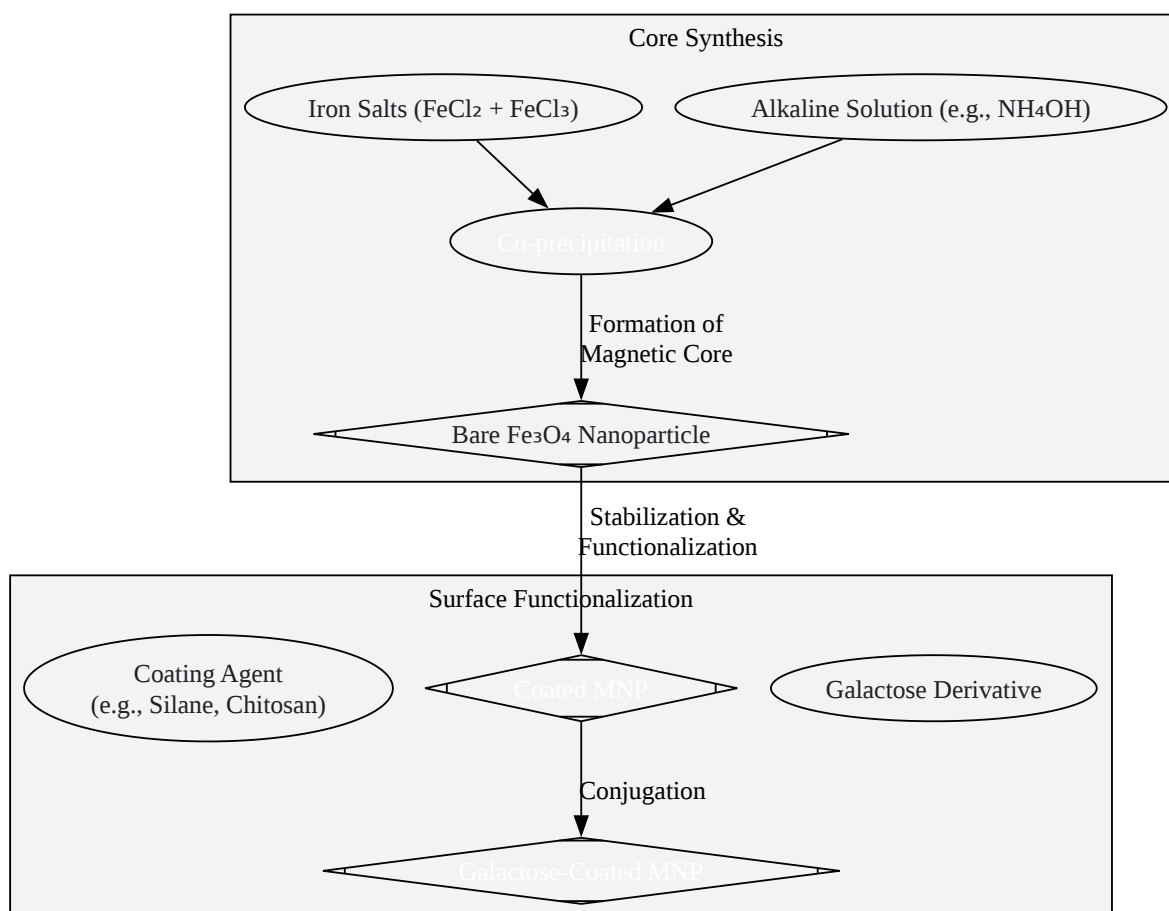 Core Synthesis
Iron Salts (FeCl₂ + FeCl₃)
Alkaline Solution (e.g., NH₄OH)
Co-precipitation
Formation of
Magnetic Core
Bare Fe₃O₄ Nanoparticle
Stabilization &
Functionalization
Surface Functionalization
Coating Agent
(e.g., Silane, Chitosan)
Coated MNP
Galactose Derivative
Conjugation
Galactose-Coated MNP